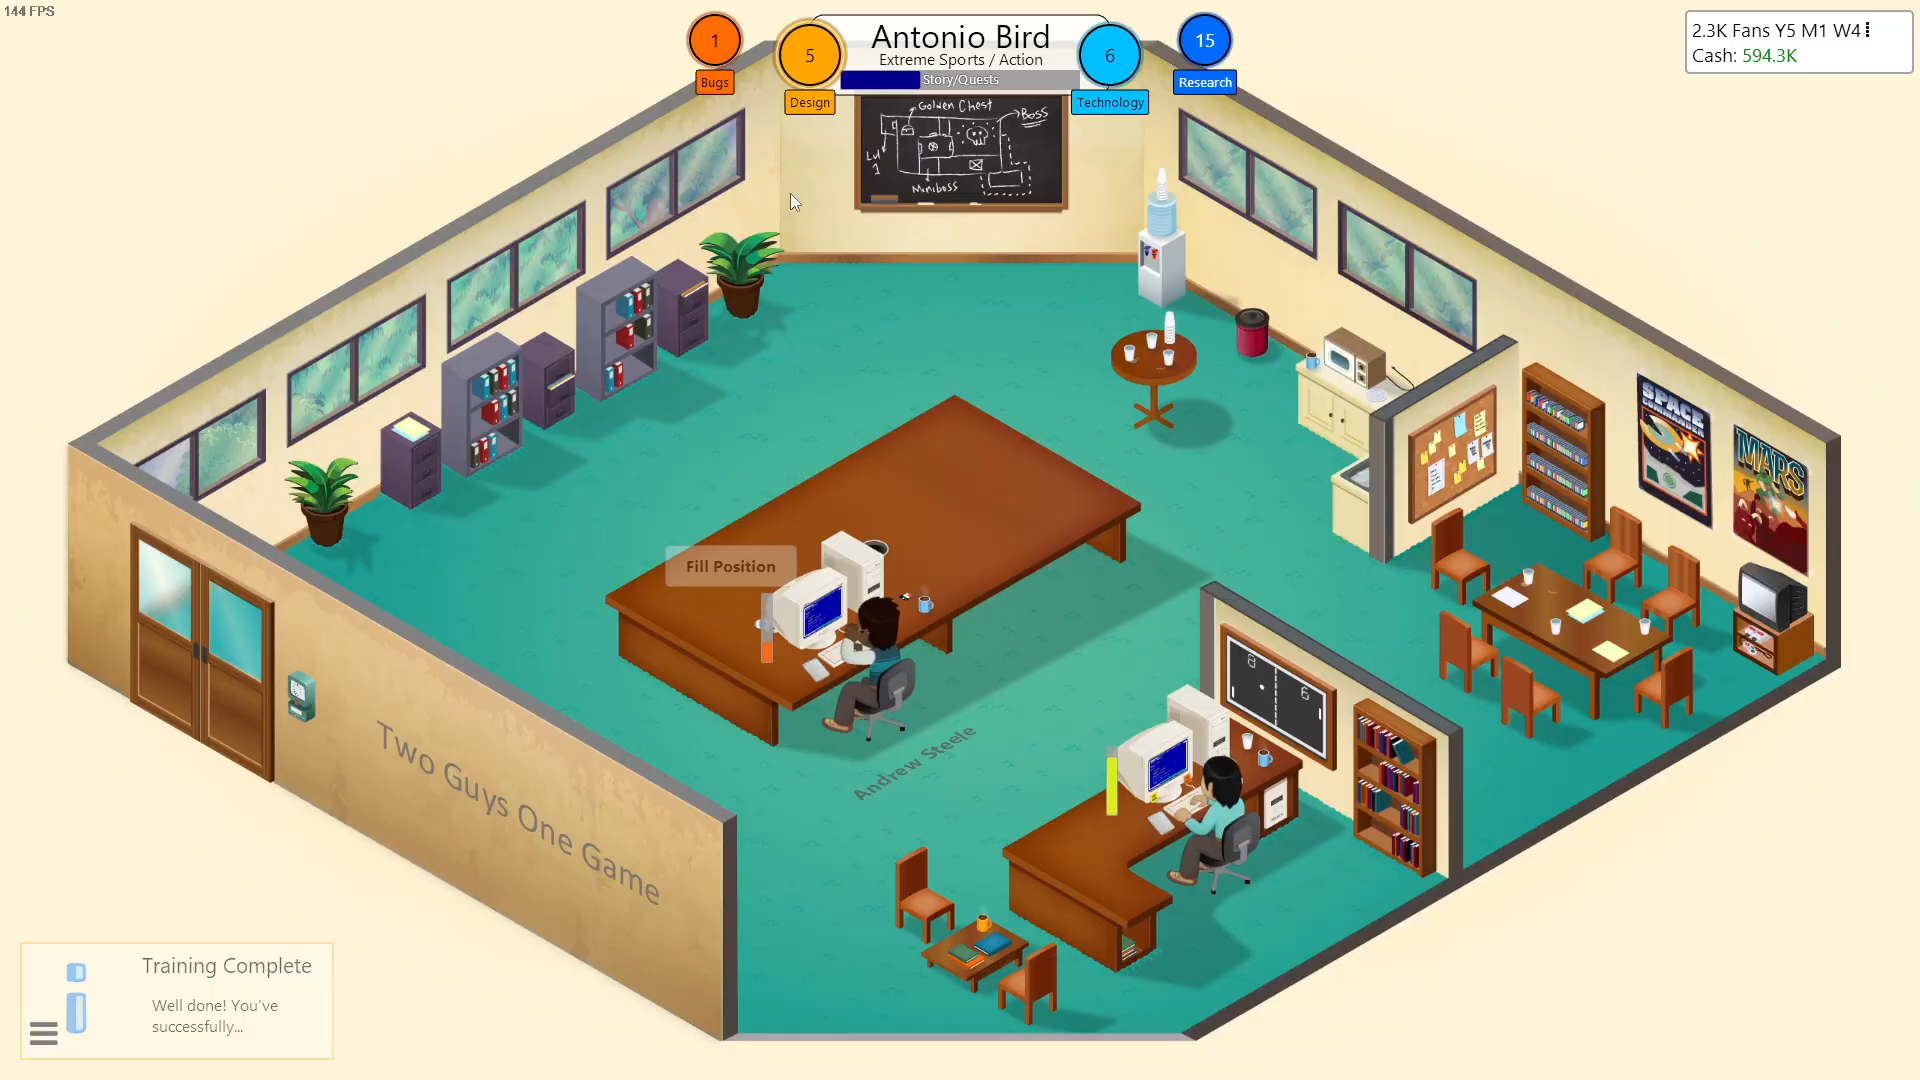 144 FPS
1
Bugs
5
Design
Antonio Bird
Extreme Sports / Action
Story/Quests
6
Technology
15
Research
2.3K Fans Y5 M1 W4
Cash: 594.3K
Golden Chest
Boss
Lvl
1
Miniboss
SPACE
COMMANDER
MARS
Fill Position
Andrew Steele
Two Guys One Game
Training Complete
Well done! You've
successfully...